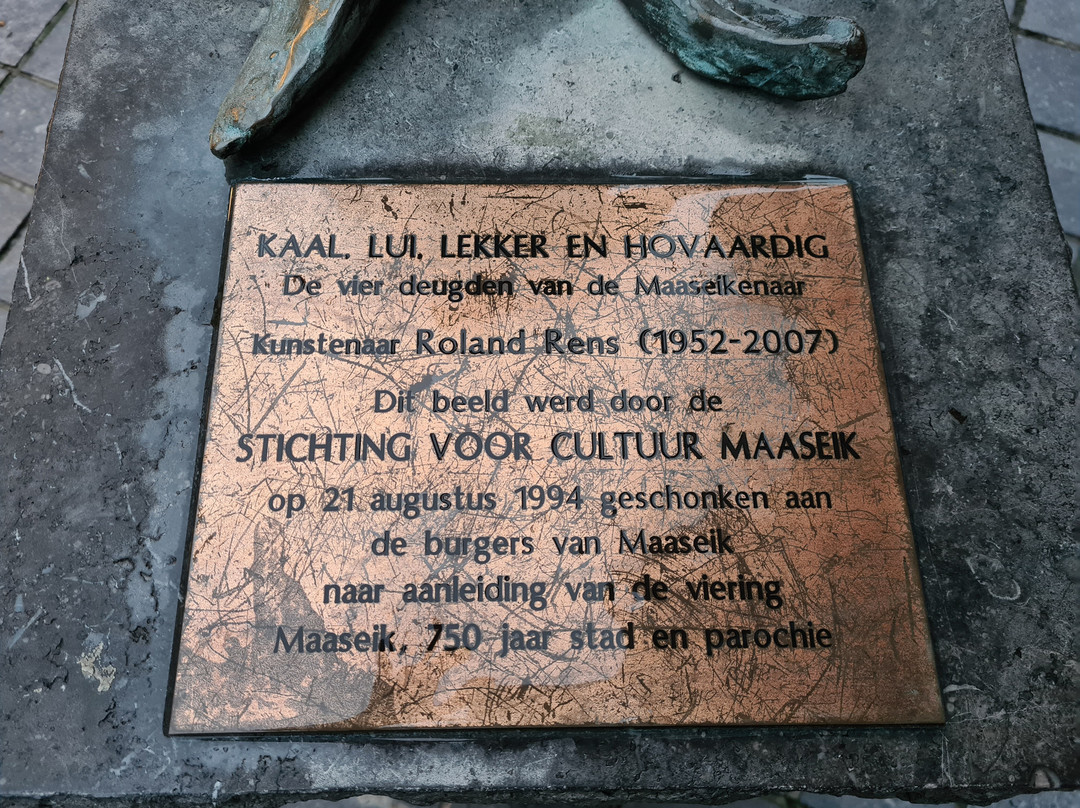 KAAL, LUI, LEKKER EN HOVAARDIG
De vier deugden van de Maaseikenaar
Kunstenaar Roland Rens (1952-2007)
Dit beeld werd door de
STICHTING VOOR CULTUUR MAASEIK
op 21 augustus 1994 geschonken aan
de burgers van Maaseik
naar aanleiding van de viering
Maaseik, 750 jaar stad en parochie